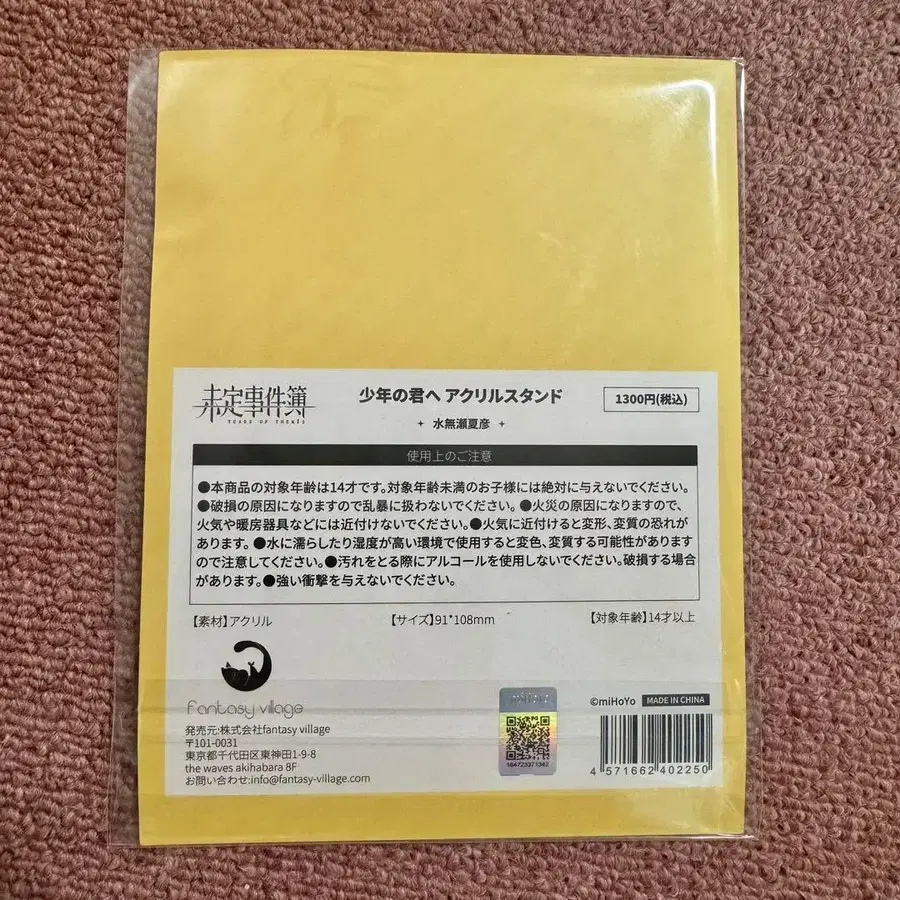 未定事件簿
TEARS OF THEMIS
少年の君へ アクリルスタンド
水無瀬夏彦
1300円(税込)
使用上のご注意
●本商品の対象年齢は14才です。対象年齢未満のお子様には絶対に与えないでください。
●破損の原因になりますので乱暴に扱わないでください。●火災の原因になりますので、
火気や暖房器具などには近付けないでください。●火気に近付けると変形、変質の恐れが
あります。●水に濡らしたり湿度が高い環境で使用すると変色、変質する可能性があります
ので注意してください。●汚れをとる際にアルコールを使用しないでください。破損する場合
があります。●強い衝撃を与えないでください。
【素材】アクリル
【サイズ】91*108mm
【対象年齢】14才以上
Fantasy village
発売元:株式会社fantasy village
〒101-0031
東京都千代田区東神田1-9-8
the waves akihabara 8F
お問い合わせ:info@fantasy-village.com
miHoYo
184723371342
©miHoYo
MADE IN CHINA
4 571662 402250